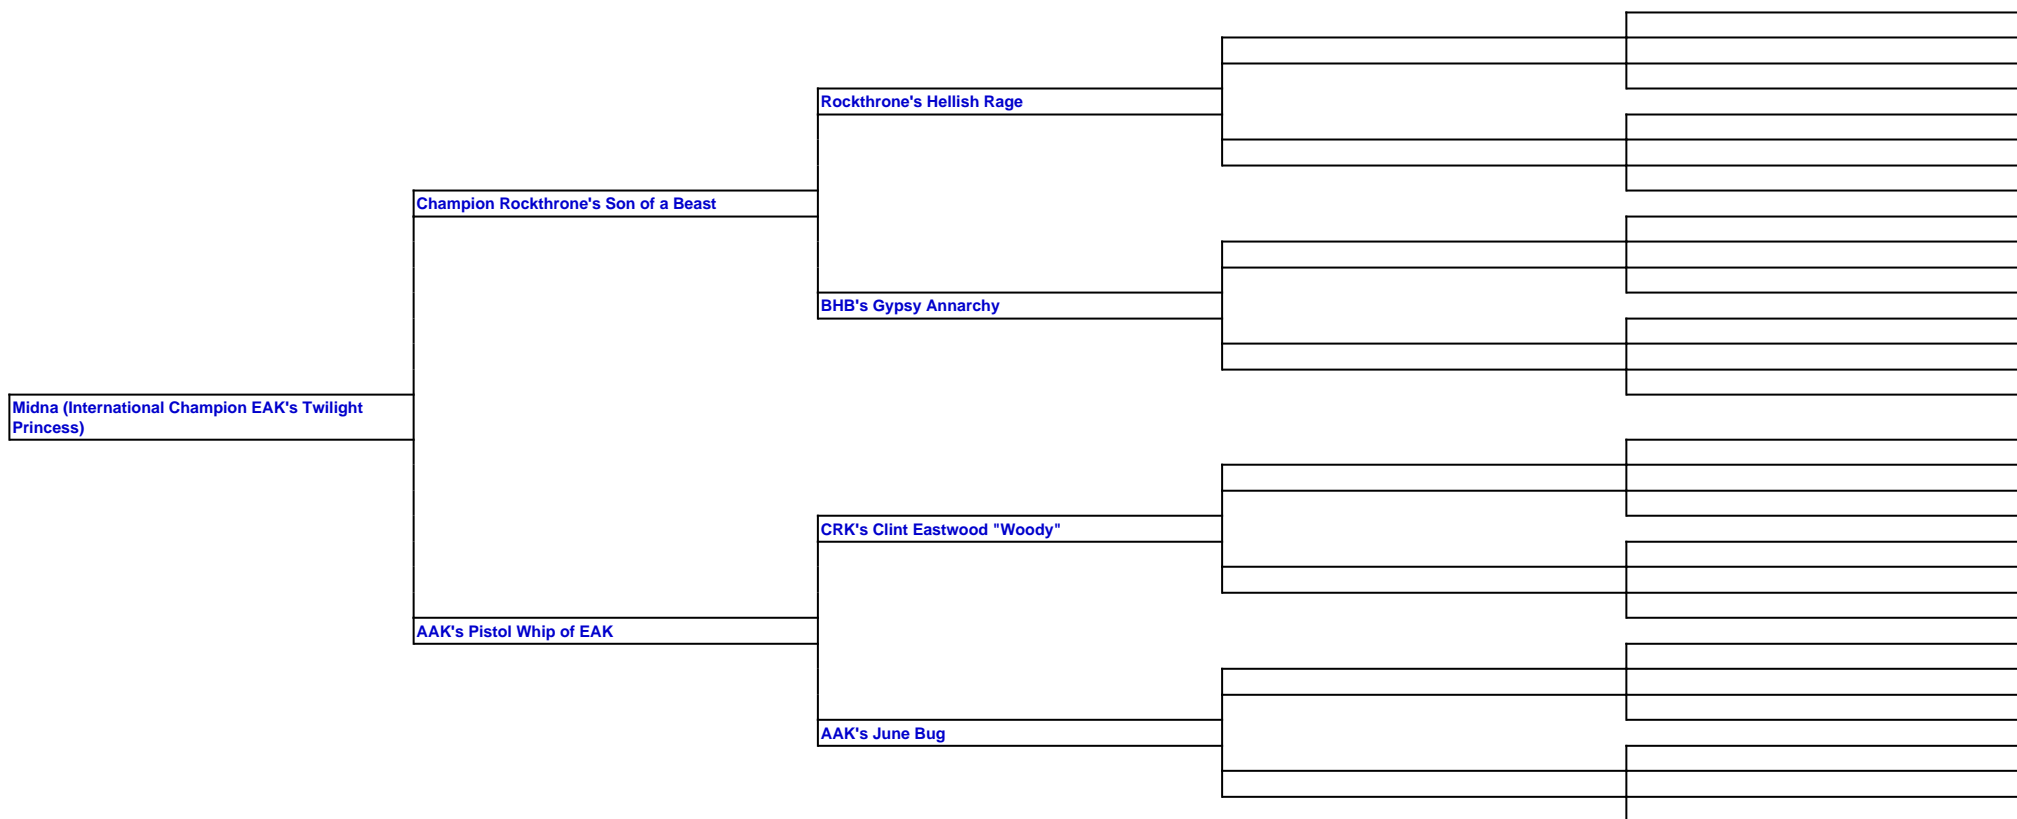 Rockthrone's Hellish Rage
Champion Rockthrone's Son of a Beast
BHB's Gypsy Annarchy
Midna (International Champion EAK's Twilight
Princess)
CRK's Clint Eastwood "Woody"
AAK's Pistol Whip of EAK
AAK's June Bug